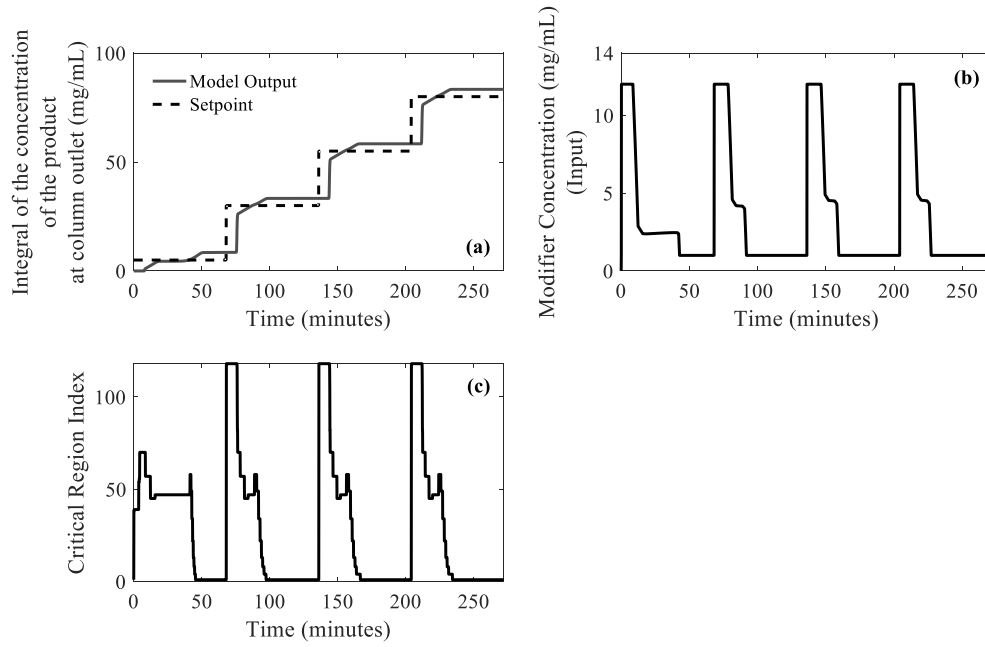 Integral of the concentration
of the product
at column outlet (mg/mL)
100
50
0
Model Output
Setpoint
(a)
0 50 100 150 200 250
Time (minutes)
Modifier Concentration (mg/mL)
(Input)
14
10
5
0
(b)
0 50 100 150 200 250
Time (minutes)
Critical Region Index
100
50
0
(c)
0 50 100 150 200 250
Time (minutes)